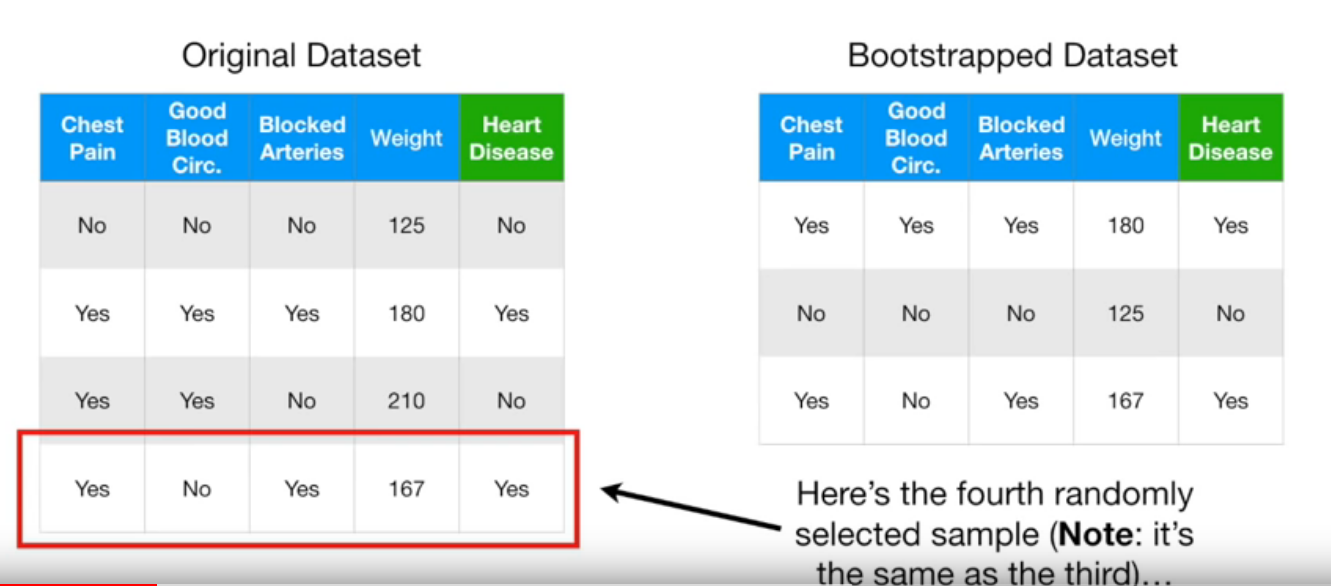 Original Dataset
Chest Pain Good Blood Circ. Blocked Arteries Weight Heart Disease
No No No 125 No
Yes Yes Yes 180 Yes
Yes Yes No 210 No
Yes No Yes 167 Yes
Bootstrapped Dataset
Chest Pain Good Blood Circ. Blocked Arteries Weight Heart Disease
Yes Yes Yes 180 Yes
No No No 125 No
Yes No Yes 167 Yes
Here's the fourth randomly
selected sample (Note: it's
the same as the third)...